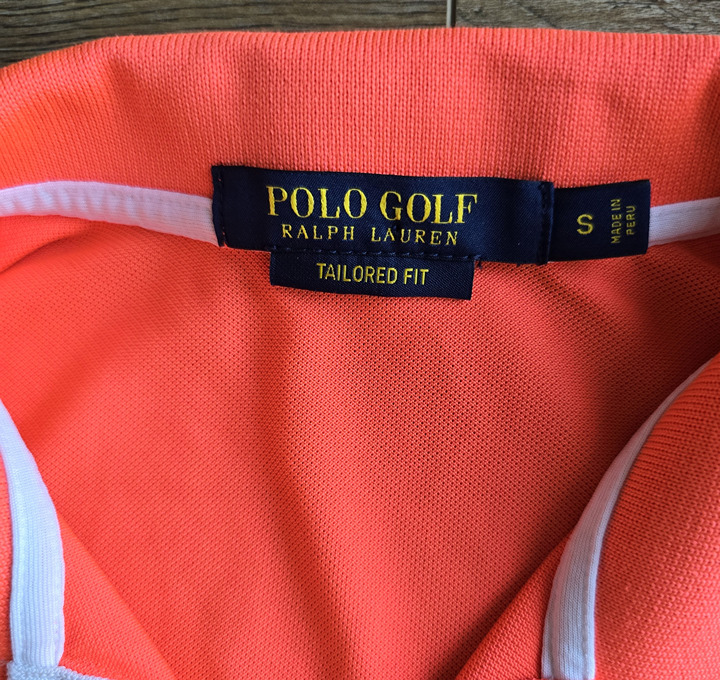 POLO GOLF
RALPH LAUREN
TAILORED FIT
S
MADE IN
PERU